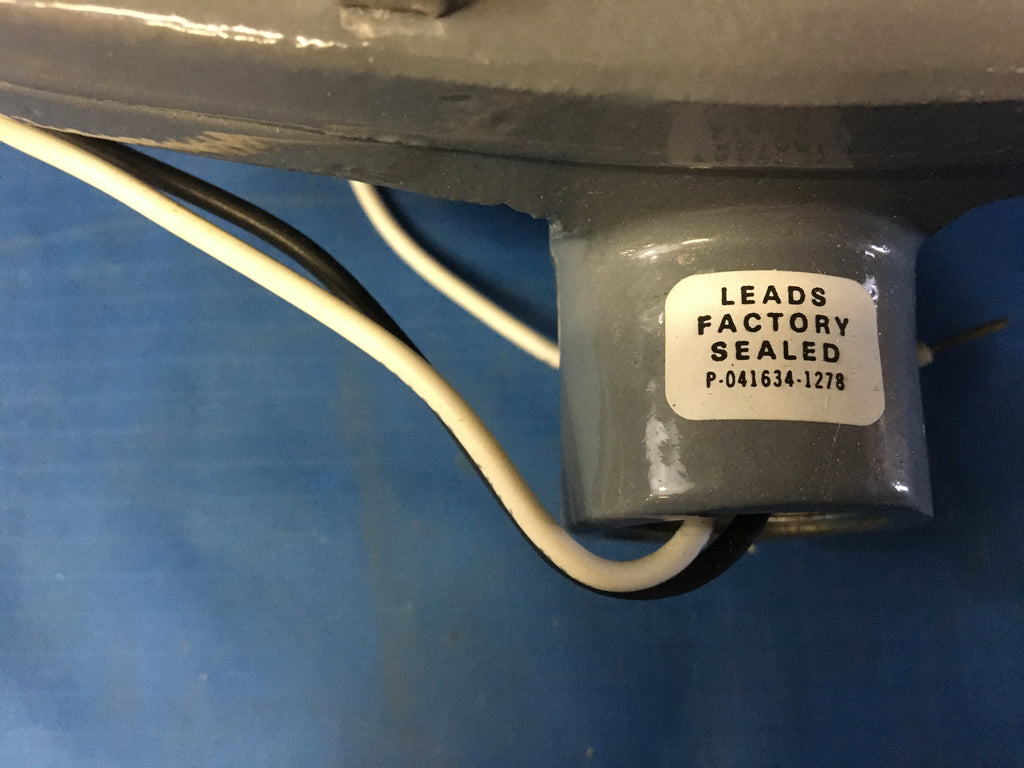 LEADS
FACTORY
SEALED
P-041634-1278